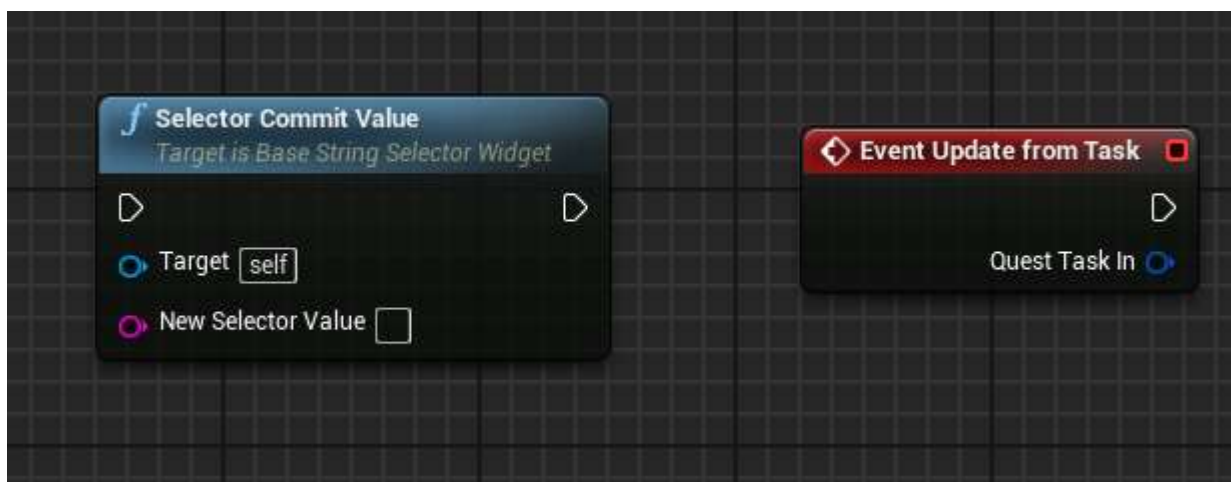 Selector Commit Value
Target is Base String Selector Widget
Target self
New Selector Value
Event Update from Task
Quest Task In